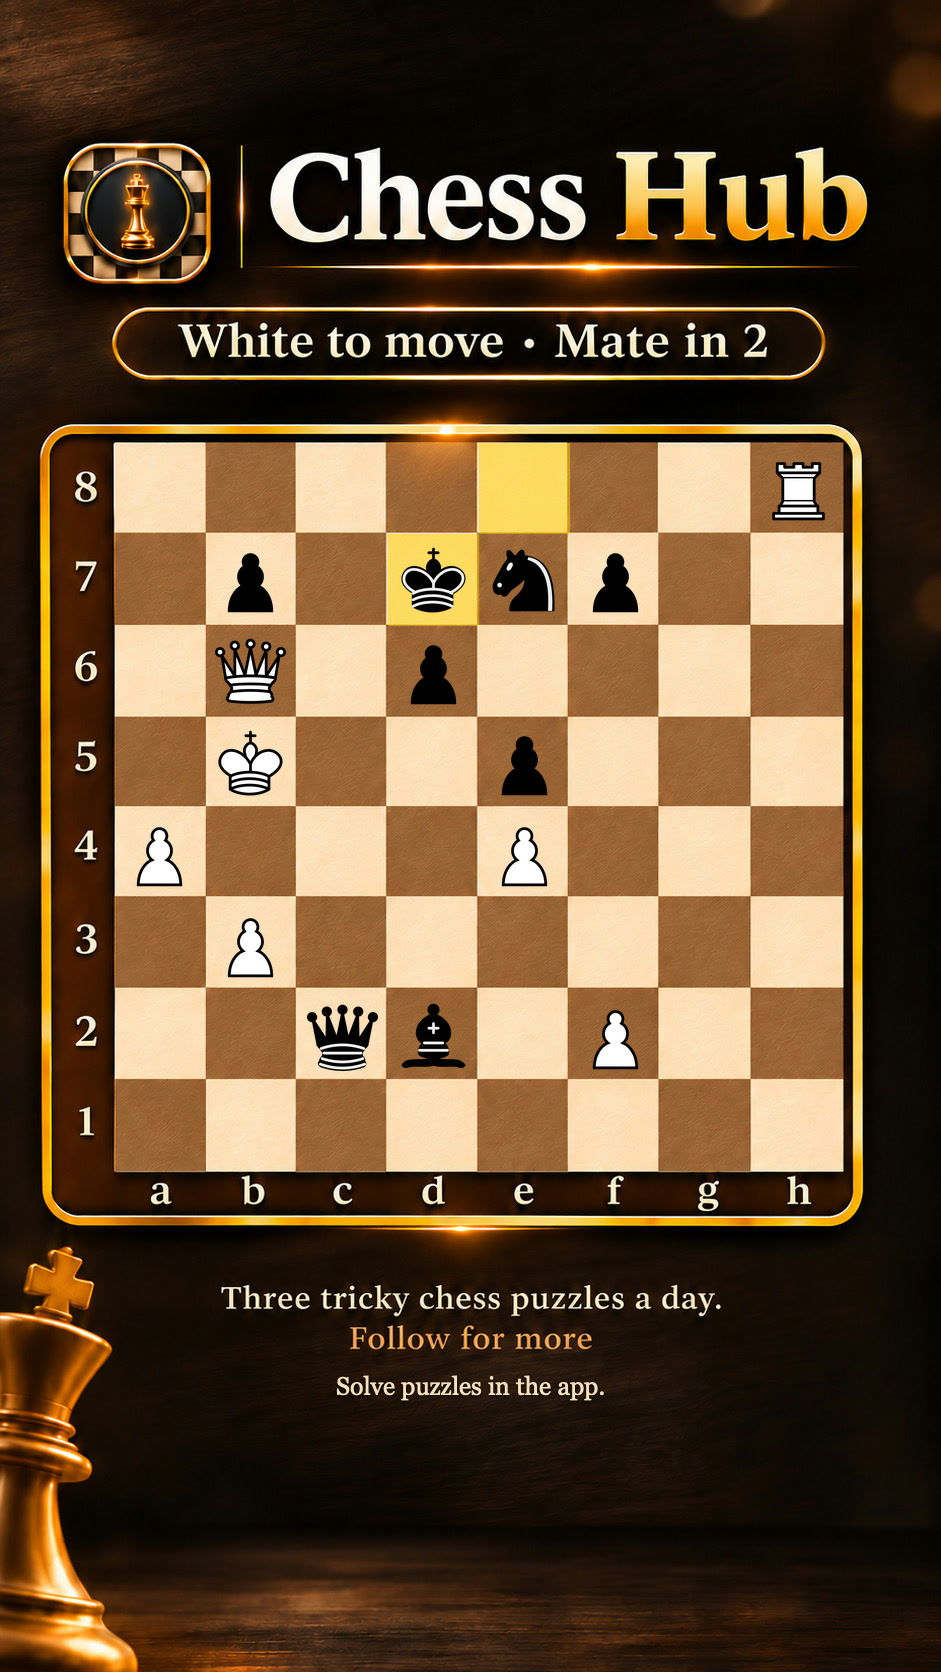 Chess Hub
White to move • Mate in 2
8
7
6
5
4
3
2
1
a b c d e f g h
Three tricky chess puzzles a day.
Follow for more
Solve puzzles in the app.